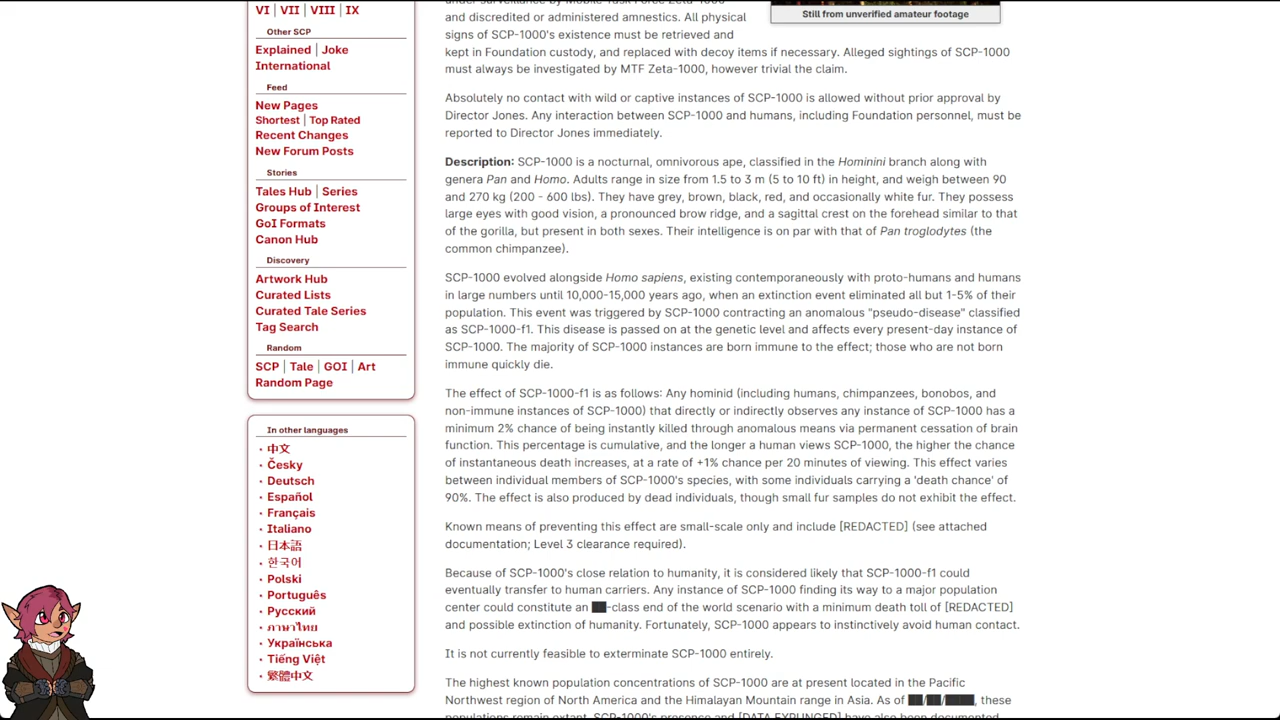 VI | VII | VIII | IX
Other SCP
Explained | Joke
International
Feed
New Pages
Shortest | Top Rated
Recent Changes
New Forum Posts
Stories
Tales Hub | Series
Groups of Interest
GoI Formats
Canon Hub
Discovery
Artwork Hub
Curated Lists
Curated Tale Series
Tag Search
Random
SCP | Tale | GOI | Art
Random Page
In other languages
中文
Česky
Deutsch
Español
Français
Italiano
日本語
한국어
Polski
Português
Русский
ภาษาไทย
Українська
Tiếng Việt
繁體中文
Still from unverified amateur footage
under surveillance by Mobile Task Force Zeta-1000
and discredited or administered amnestics. All physical
signs of SCP-1000's existence must be retrieved and
kept in Foundation custody, and replaced with decoy items if necessary. Alleged sightings of SCP-1000
must always be investigated by MTF Zeta-1000, however trivial the claim.
Absolutely no contact with wild or captive instances of SCP-1000 is allowed without prior approval by
Director Jones. Any interaction between SCP-1000 and humans, including Foundation personnel, must be
reported to Director Jones immediately.
Description: SCP-1000 is a nocturnal, omnivorous ape, classified in the Hominini branch along with
genera Pan and Homo. Adults range in size from 1.5 to 3 m (5 to 10 ft) in height, and weigh between 90
and 270 kg (200 - 600 lbs). They have grey, brown, black, red, and occasionally white fur. They possess
large eyes with good vision, a pronounced brow ridge, and a sagittal crest on the forehead similar to that
of the gorilla, but present in both sexes. Their intelligence is on par with that of Pan troglodytes (the
common chimpanzee).
SCP-1000 evolved alongside Homo sapiens, existing contemporaneously with proto-humans and humans
in large numbers until 10,000-15,000 years ago, when an extinction event eliminated all but 1-5% of their
population. This event was triggered by SCP-1000 contracting an anomalous "pseudo-disease" classified
as SCP-1000-f1. This disease is passed on at the genetic level and affects every present-day instance of
SCP-1000. The majority of SCP-1000 instances are born immune to the effect; those who are not born
immune quickly die.
The effect of SCP-1000-f1 is as follows: Any hominid (including humans, chimpanzees, bonobos, and
non-immune instances of SCP-1000) that directly or indirectly observes any instance of SCP-1000 has a
minimum 2% chance of being instantly killed through anomalous means via permanent cessation of brain
function. This percentage is cumulative, and the longer a human views SCP-1000, the higher the chance
of instantaneous death increases, at a rate of +1% chance per 20 minutes of viewing. This effect varies
between individual members of SCP-1000's species, with some individuals carrying a 'death chance' of
90%. The effect is also produced by dead individuals, though small fur samples do not exhibit the effect.
Known means of preventing this effect are small-scale only and include [REDACTED] (see attached
documentation; Level 3 clearance required).
Because of SCP-1000's close relation to humanity, it is considered likely that SCP-1000-f1 could
eventually transfer to human carriers. Any instance of SCP-1000 finding its way to a major population
center could constitute an ██-class end of the world scenario with a minimum death toll of [REDACTED]
and possible extinction of humanity. Fortunately, SCP-1000 appears to instinctively avoid human contact.
It is not currently feasible to exterminate SCP-1000 entirely.
The highest known population concentrations of SCP-1000 are at present located in the Pacific
Northwest region of North America and the Himalayan Mountain range in Asia. As of ██/██/████, these
populations remain extant. SCP-1000's presence and [DATA EXPUNGED] have also been documented